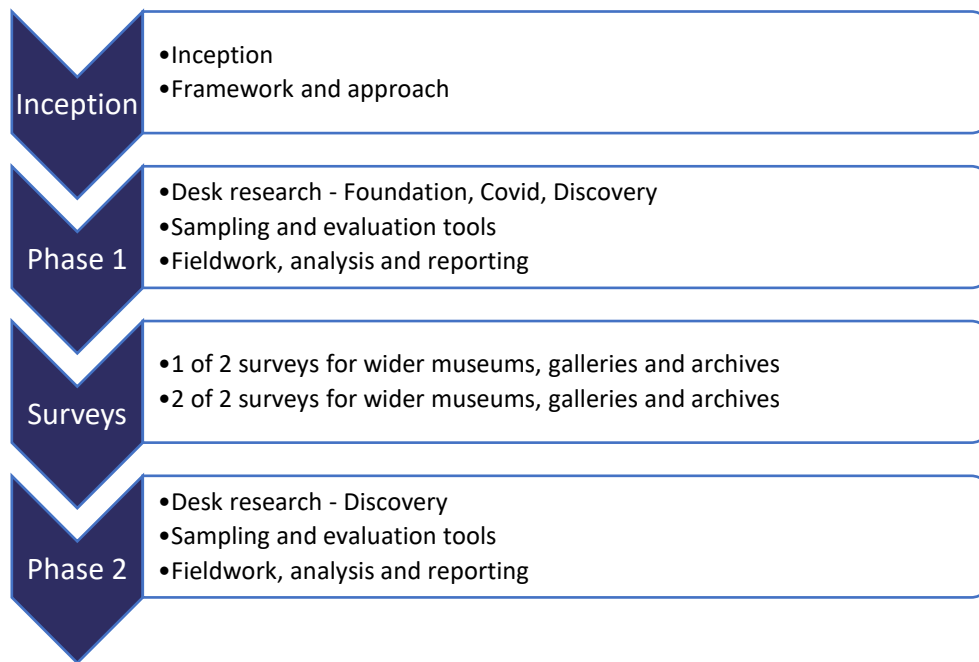 Inception
•Inception
•Framework and approach
Phase 1
•Desk research - Foundation, Covid, Discovery
•Sampling and evaluation tools
•Fieldwork, analysis and reporting
Surveys
•1 of 2 surveys for wider museums, galleries and archives
•2 of 2 surveys for wider museums, galleries and archives
Phase 2
•Desk research - Discovery
•Sampling and evaluation tools
•Fieldwork, analysis and reporting